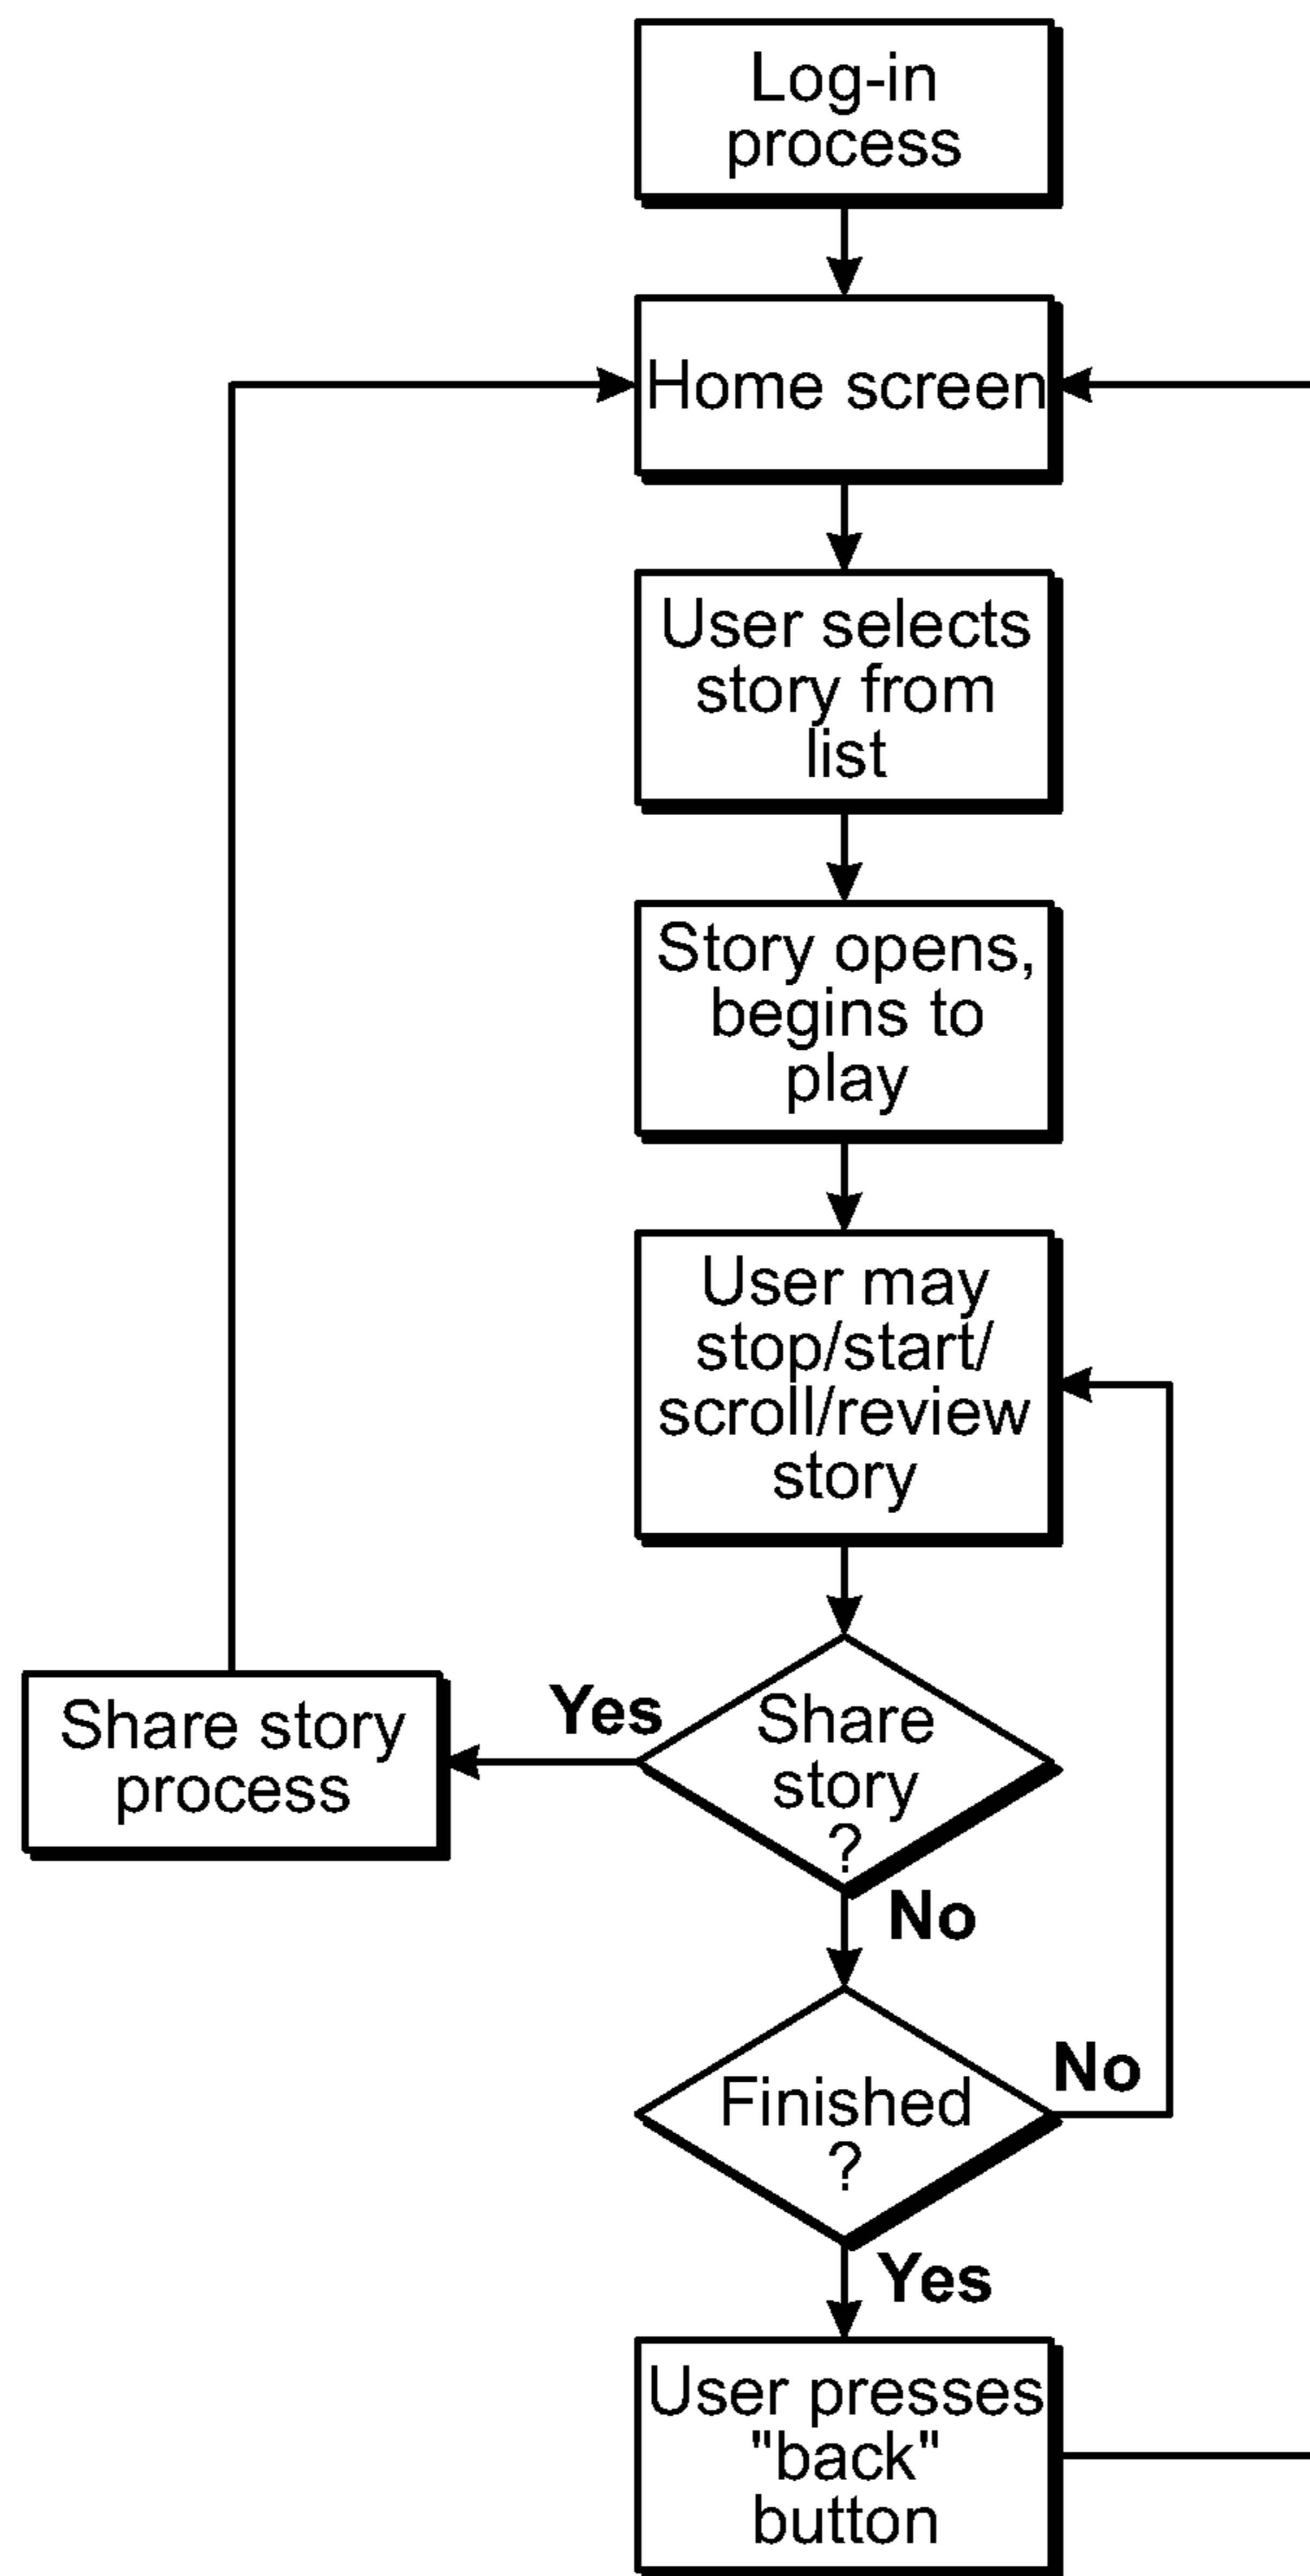 Log-in
process
Home screen
User selects
story from
list
Story opens,
begins to
play
User may
stop/start/
scroll/review
story
Share story
process
Yes
Share
story
?
No
Finished
?
No
Yes
User presses
"back"
button